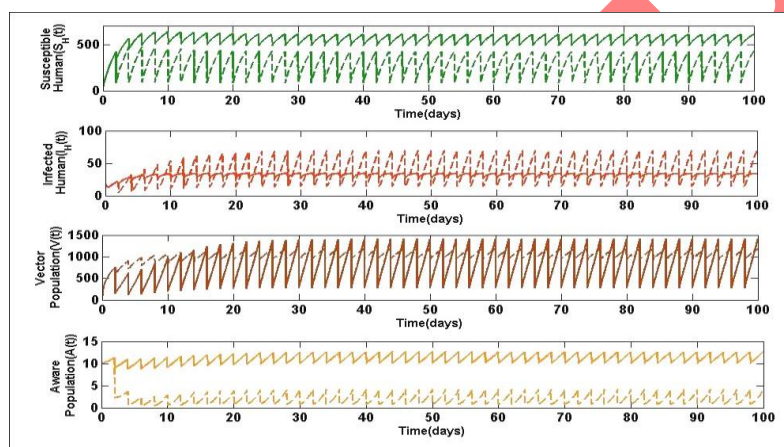 Susceptible
Human(S_H(t))
500
0
0 10 20 30 40 50 60 70 80 90 100
Time(days)
Infected
Human(I_H(t))
100
50
0
0 10 20 30 40 50 60 70 80 90 100
Time(days)
Vector
Population(V(t))
1500
1000
500
0
0 10 20 30 40 50 60 70 80 90 100
Time(days)
Aware
Population(A(t))
15
10
5
0
0 10 20 30 40 50 60 70 80 90 100
Time(days)